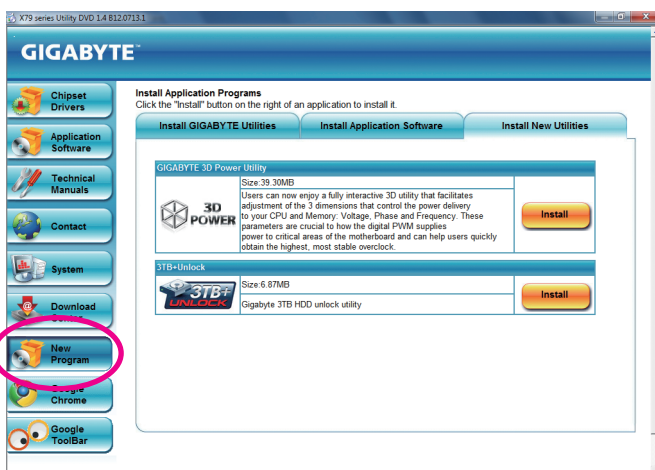 X79 series Utility DVD 1.4 B12.0713.1
GIGABYTE™
Chipset
Drivers
Application
Software
Technical
Manuals
Contact
System
Download
New
Program
Google
Chrome
Google
ToolBar
Install Application Programs
Click the "Install" button on the right of an application to install it.
Install GIGABYTE Utilities
Install Application Software
Install New Utilities
GIGABYTE 3D Power Utility
3D
POWER
Size:39.30MB
Users can now enjoy a fully interactive 3D utility that facilitates
adjustment of the 3 dimensions that control the power delivery
to your CPU and Memory: Voltage, Phase and Frequency. These
parameters are crucial to how the digital PWM supplies
power to critical areas of the motherboard and can help users quickly
obtain the highest, most stable overclock.
Install
3TB+Unlock
3TB+
UNLOCK
Size:6.87MB
Gigabyte 3TB HDD unlock utility
Install